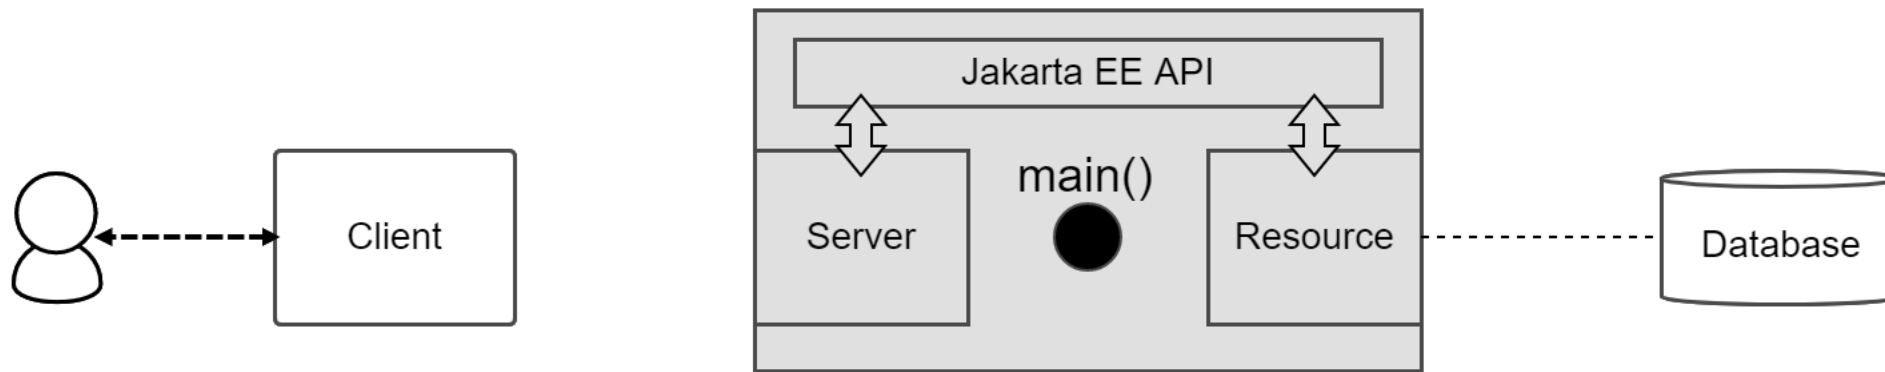 Jakarta EE API
main()
Client
Server
Resource
Database